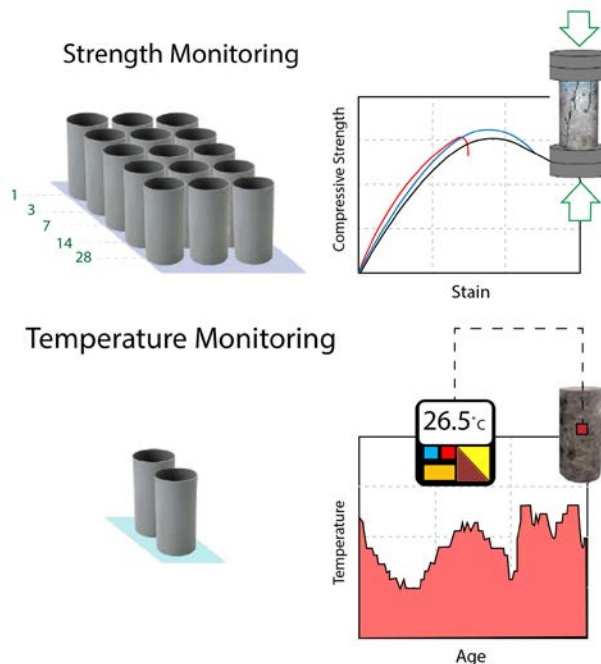 Strength Monitoring
1
3
7
14
28
Compressive Strength
Stain
Temperature Monitoring
26.5°C
Temperature
Age